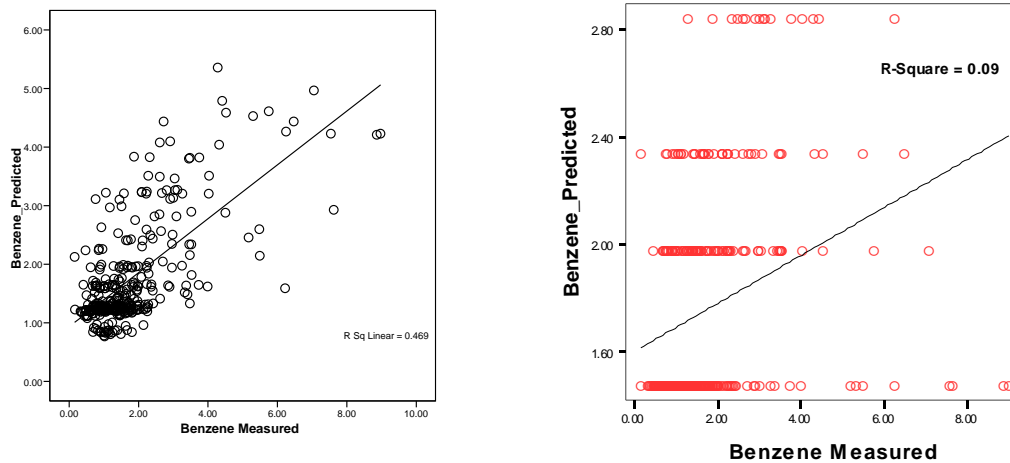 6.00
5.00
4.00
3.00
2.00
1.00
0.00
Benzene_Predicted
R Sq Linear = 0.469
0.00 2.00 4.00 6.00 8.00 10.00
Benzene Measured
2.80
2.40
2.00
1.60
Benzene_Predicted
R-Square = 0.09
0.00 2.00 4.00 6.00 8.00
Benzene Measured